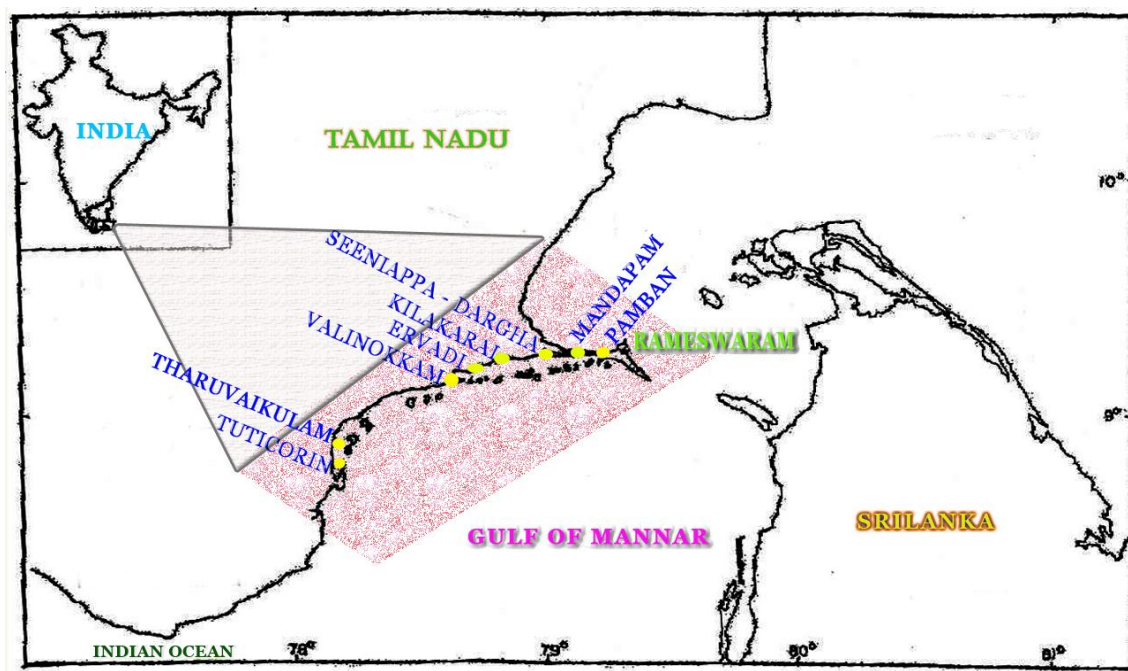 INDIA
TAMIL NADU
10°
SEENIAPPA - DARGHA
KILAKARAI
ERVADI
VALINOKKAM
MANDAPAM
PAMBAN
RAMESWARAM
THARUVAIKULAM
TUTICORIN
9°
GULF OF MANNAR
SRILANKA
INDIAN OCEAN
78°
79°
80°
81°